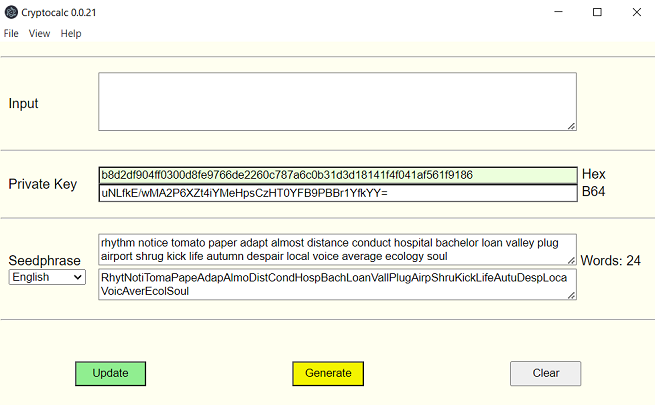 Cryptocalc 0.0.21
File View Help
Input
Private Key
b8d2df904ff0300d8fe9766de2260c787a6c0b31d3d18141f4f041af561f9186 Hex
uNLfkE/wMA2P6XZt4iYMeHpsCzHT0YFB9PBBr1YfkYY= B64
Seedphrase
English
rhythm notice tomato paper adapt almost distance conduct hospital bachelor loan valley plug
airport shrug kick life autumn despair local voice average ecology soul
Words: 24
RhytNotiTomaPapeAdapAlmoDistCondHospBachLoanVallPlugAirpShruKickLifeAutuDespLoca
VoicAverEcolSoul
Update Generate Clear